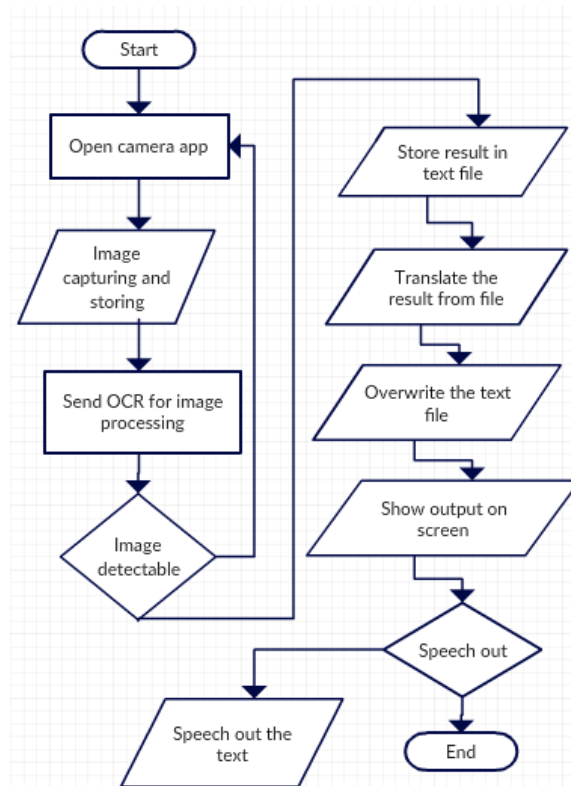 Start
Open camera app
Image
capturing and
storing
Send OCR for image
processing
Image
detectable
Store result in
text file
Translate the
result from file
Overwrite the text
file
Show output on
screen
Speech out
Speech out the
text
End